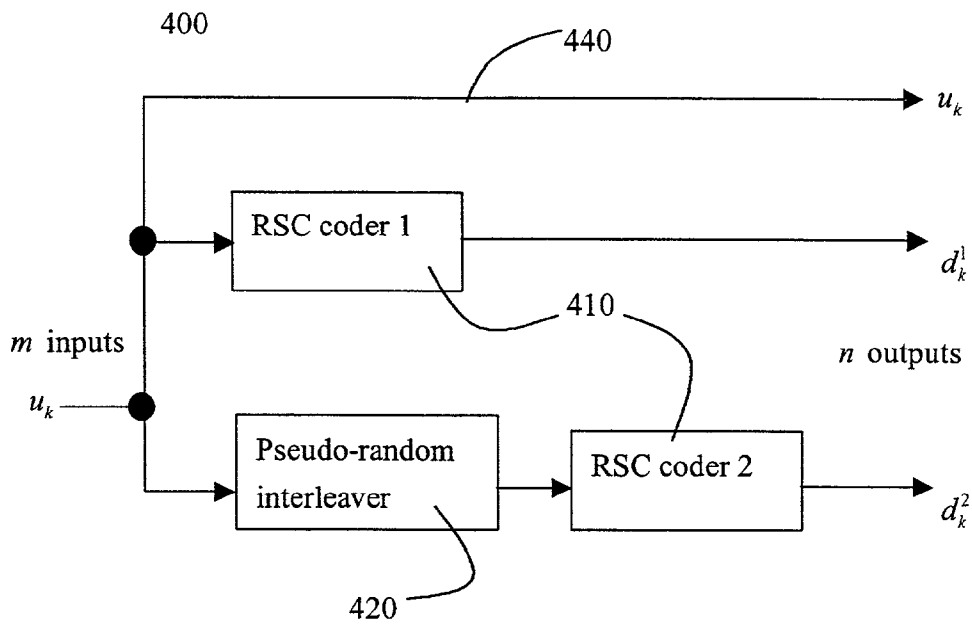 400
440
u_k
RSC coder 1
d_k^1
410
m inputs
n outputs
u_k
Pseudo-random
interleaver
RSC coder 2
d_k^2
420